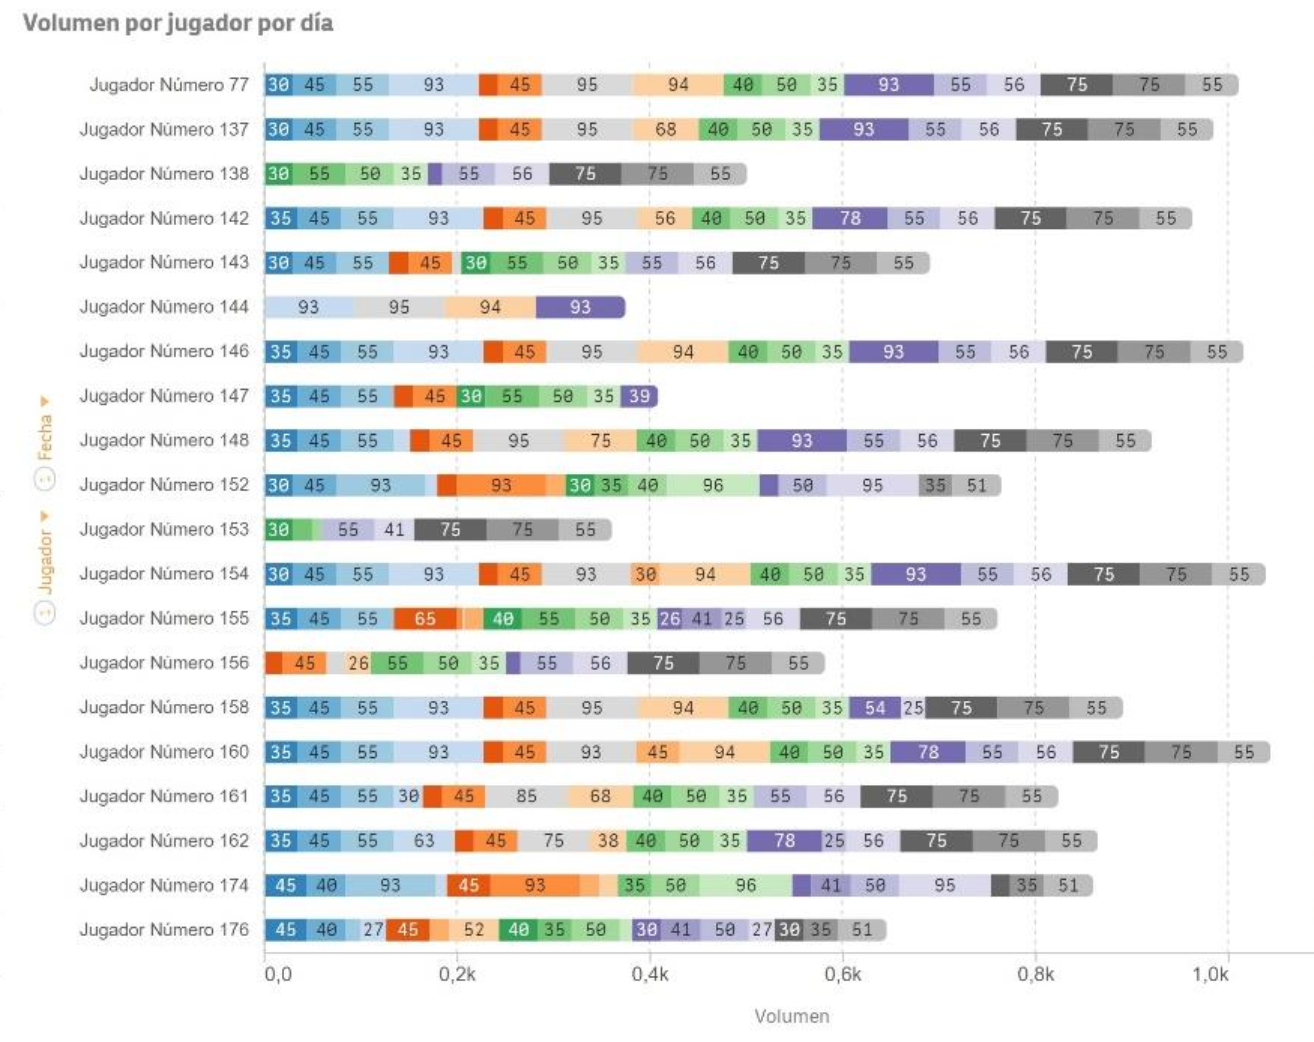 Volumen por jugador por día
Jugador Número 77 30 45 55 93 45 95 94 40 50 35 93 55 56 75 75 55
Jugador Número 137 30 45 55 93 45 95 68 40 50 35 93 55 56 75 75 55
Jugador Número 138 30 55 50 35 55 56 75 75 55
Jugador Número 142 35 45 55 93 45 95 56 40 50 35 78 55 56 75 75 55
Jugador Número 143 30 45 55 45 30 55 50 35 55 56 75 75 55
Jugador Número 144 93 95 94 93
Jugador Número 146 35 45 55 93 45 95 94 40 50 35 93 55 56 75 75 55
Jugador Número 147 35 45 55 45 30 55 50 35 39
Jugador Número 148 35 45 55 45 95 75 40 50 35 93 55 56 75 75 55
Jugador Número 152 30 45 93 93 30 35 40 96 50 95 35 51
Jugador Número 153 30 55 41 75 75 55
Jugador Número 154 30 45 55 93 45 93 30 94 40 50 35 93 55 56 75 75 55
Jugador Número 155 35 45 55 65 40 55 50 35 26 41 25 56 75 75 55
Jugador Número 156 45 26 55 50 35 55 56 75 75 55
Jugador Número 158 35 45 55 93 45 95 94 40 50 35 54 25 75 75 55
Jugador Número 160 35 45 55 93 45 93 45 94 40 50 35 78 55 56 75 75 55
Jugador Número 161 35 45 55 30 45 85 68 40 50 35 55 56 75 75 55
Jugador Número 162 35 45 55 63 45 75 38 40 50 35 78 25 56 75 75 55
Jugador Número 174 45 40 93 45 93 35 50 96 41 50 95 35 51
Jugador Número 176 45 40 27 45 52 40 35 50 30 41 50 27 30 35 51
Fecha
Jugador
0,0 0,2k 0,4k 0,6k 0,8k 1,0k
Volumen